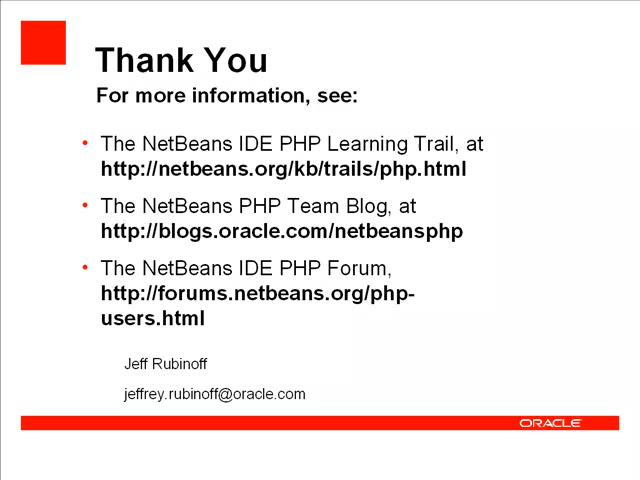 Thank You
For more information, see:
• The NetBeans IDE PHP Learning Trail, at
http://netbeans.org/kb/trails/php.html
• The NetBeans PHP Team Blog, at
http://blogs.oracle.com/netbeansphp
• The NetBeans IDE PHP Forum,
http://forums.netbeans.org/php-
users.html
Jeff Rubinoff
jeffrey.rubinoff@oracle.com
ORACLE